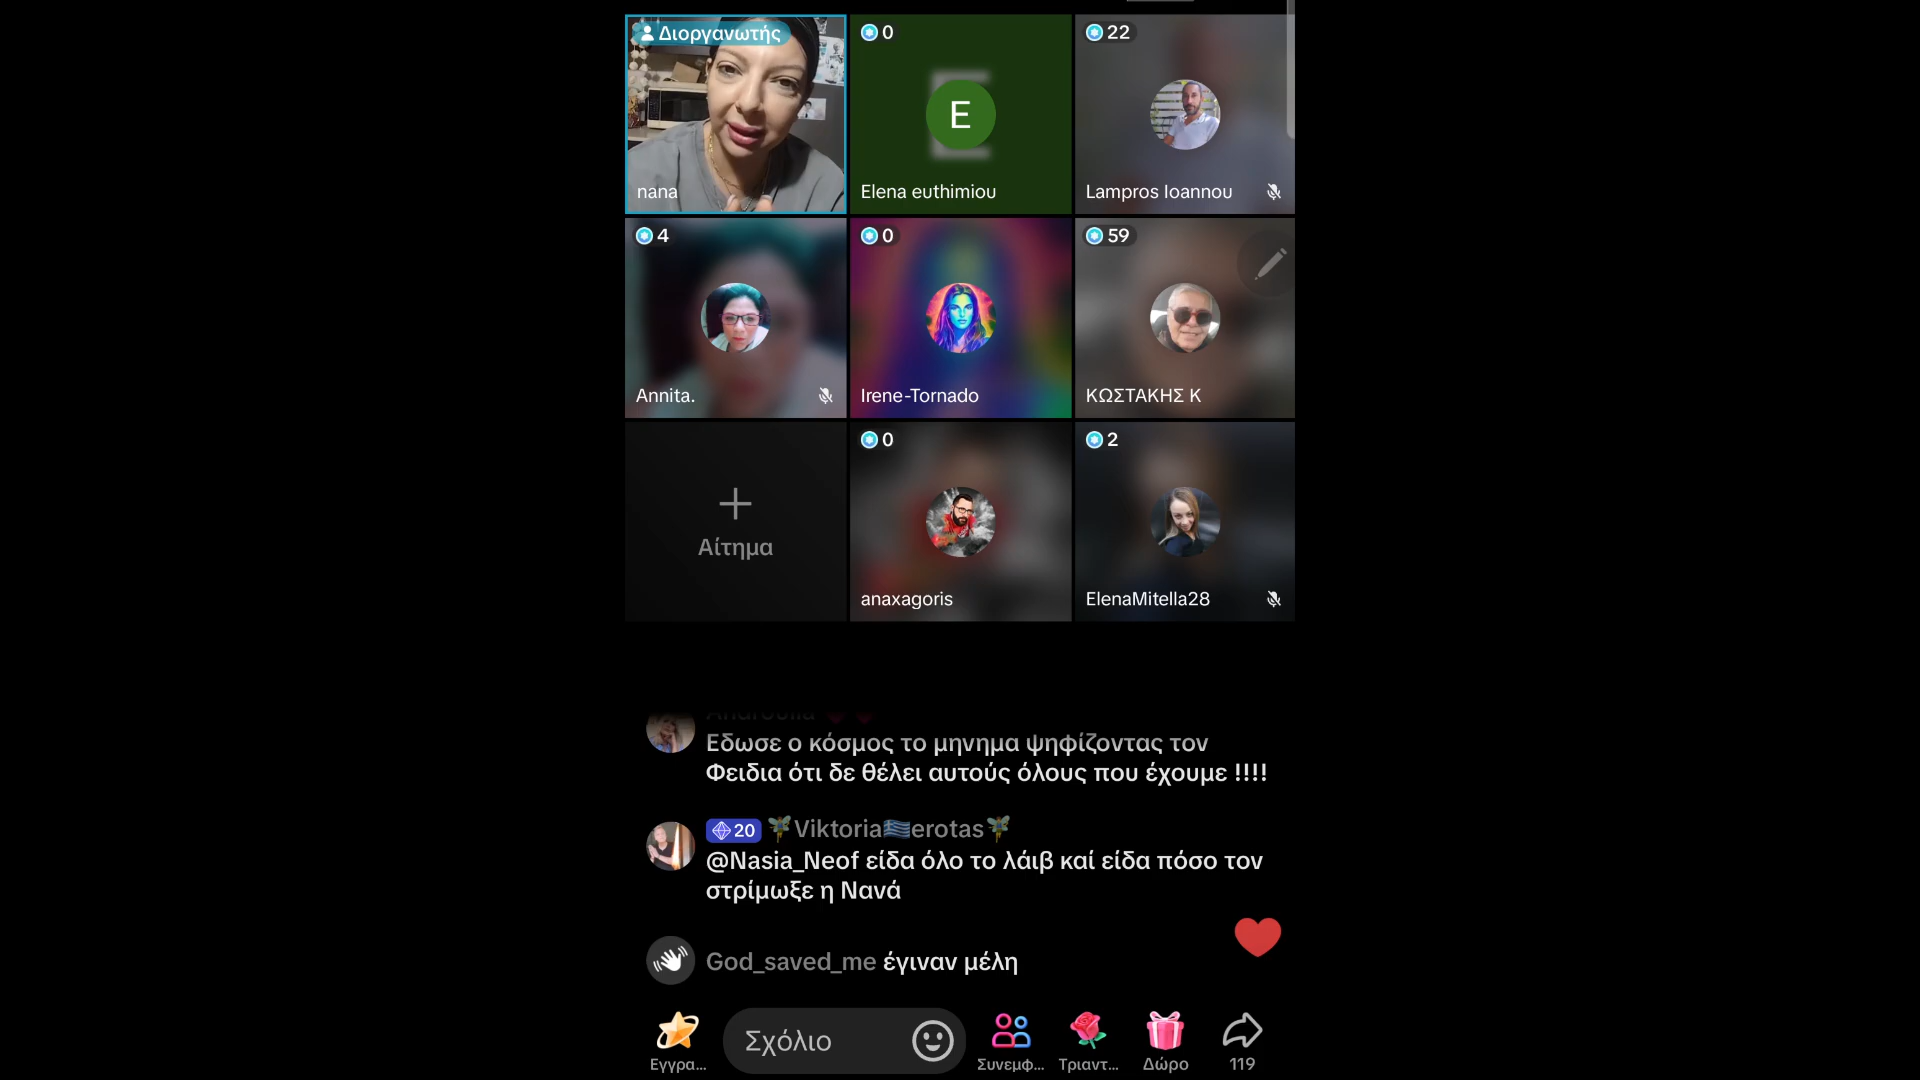 Διοργανωτής
nana
0
E
Elena euthimiou
22
Lampros Ioannou
4
Annita.
0
Irene-Tornado
59
ΚΩΣΤΑΚΗΣ Κ
Αίτημα
0
anaxagoris
2
ElenaMitella28
Εδωσε ο κόσμος το μηνημα ψηφίζοντας τον
Φειδια ότι δε θέλει αυτούς όλους που έχουμε !!!!
20 Viktoria🇬🇷erotas
@Nasia_Neof είδα όλο το λάιβ καί είδα πόσο τον
στρίμωξε η Νανά
God_saved_me έγιναν μέλη
Σχόλιο
Εγγρα...
Συνεμφ...
Τριαντ...
Δώρο
119